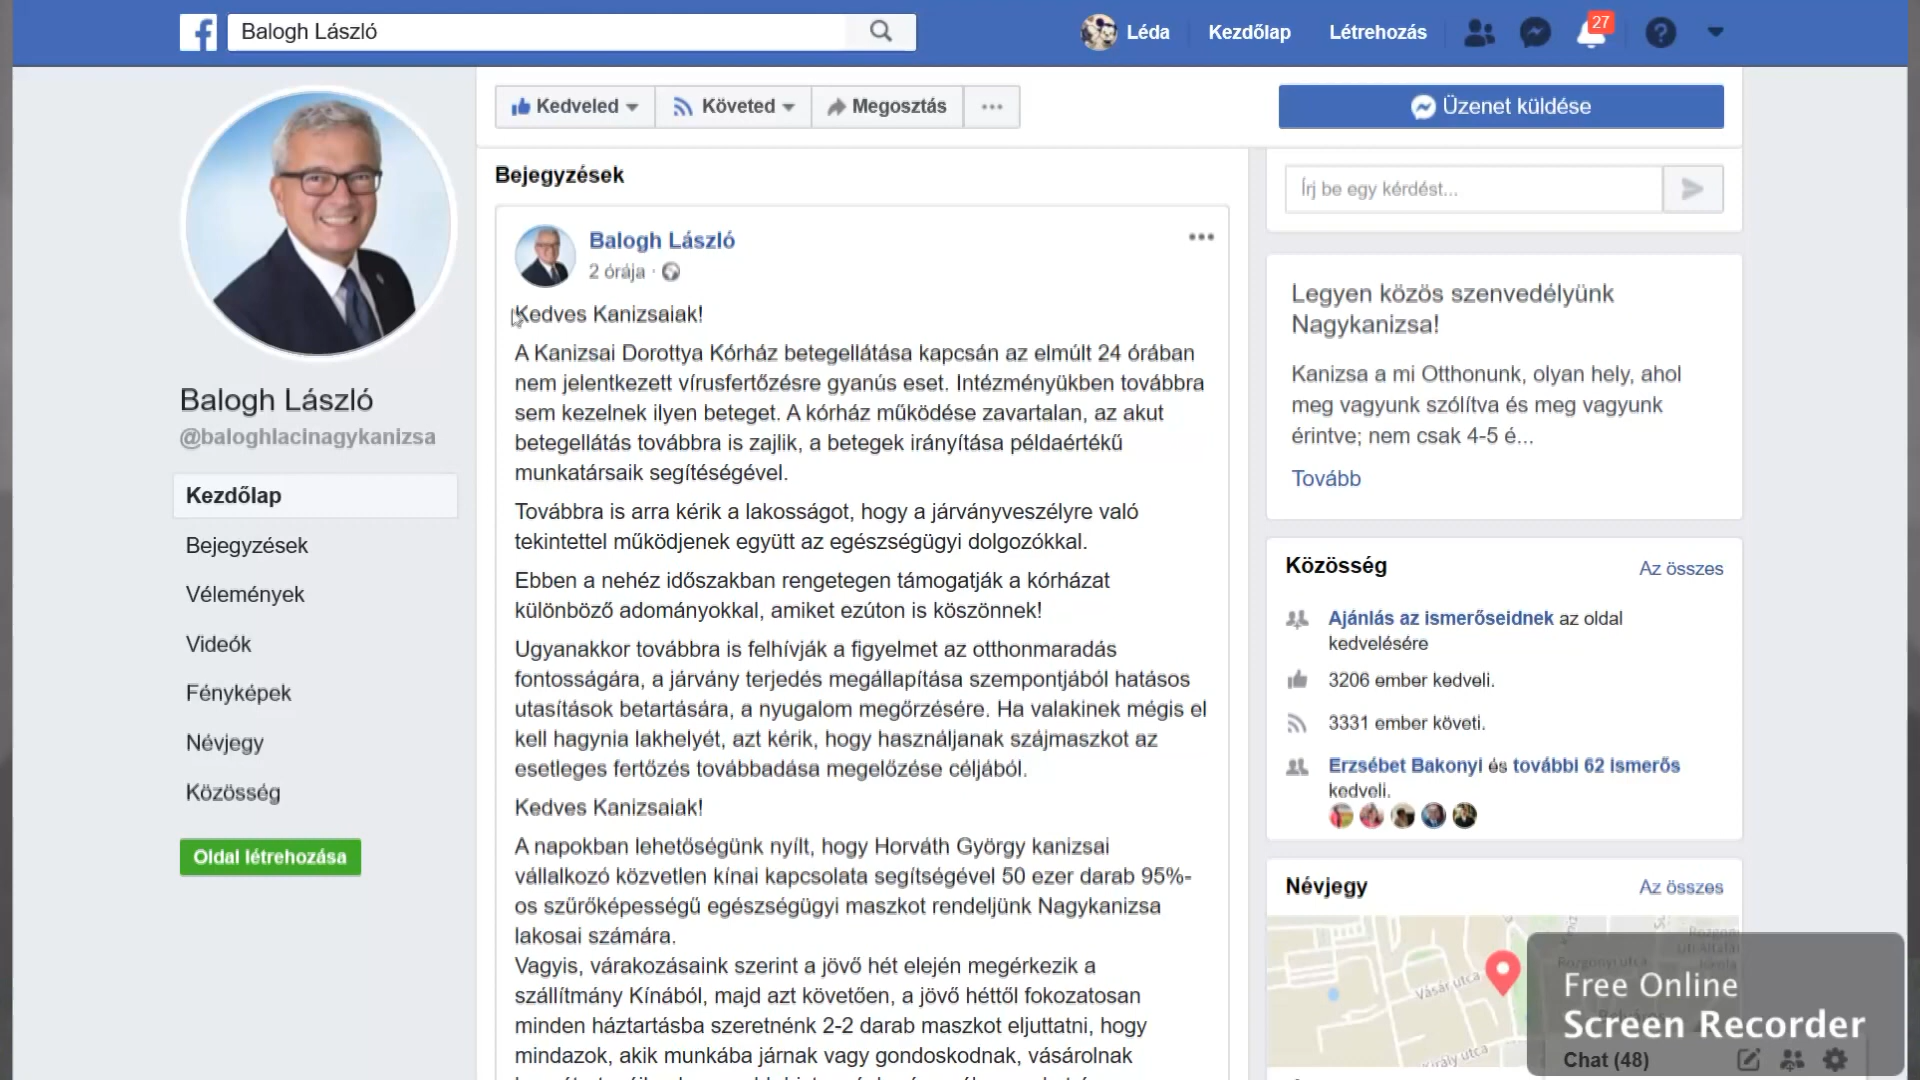 Balogh László
Léda
Kezdőlap
Létrehozás
27
Kedveled
Követed
Megosztás
Üzenet küldése
Balogh László
@baloghlacinagykanizsa
Kezdőlap
Bejegyzések
Vélemények
Videók
Fényképek
Névjegy
Közösség
Oldal létrehozása
Bejegyzések
Balogh László
2 órája ·
Kedves Kanizsaiak!
A Kanizsai Dorottya Kórház betegellátása kapcsán az elmúlt 24 órában
nem jelentkezett vírusfertőzésre gyanús eset. Intézményükben továbbra
sem kezelnek ilyen beteget. A kórház működése zavartalan, az akut
betegellátás továbbra is zajlik, a betegek irányítása példaértékű
munkatársaik segítéségével.
Továbbra is arra kérik a lakosságot, hogy a járványveszélyre való
tekintettel működjenek együtt az egészségügyi dolgozókkal.
Ebben a nehéz időszakban rengetegen támogatják a kórházat
különböző adományokkal, amiket ezúton is köszönnek!
Ugyanakkor továbbra is felhívják a figyelmet az otthonmaradás
fontosságára, a járvány terjedés megállapítása szempontjából hatásos
utasítások betartására, a nyugalom megőrzésére. Ha valakinek mégis el
kell hagynia lakhelyét, azt kérik, hogy használjanak szájmaszkot az
esetleges fertőzés továbbadása megelőzése céljából.
Kedves Kanizsaiak!
A napokban lehetőségünk nyílt, hogy Horváth György kanizsai
vállalkozó közvetlen kínai kapcsolata segítségével 50 ezer darab 95%-
os szűrőképességű egészségügyi maszkot rendeljünk Nagykanizsa
lakosai számára.
Vagyis, várakozásaink szerint a jövő hét elején megérkezik a
szállítmány Kínából, majd azt követően, a jövő héttől fokozatosan
minden háztartásba szeretnénk 2-2 darab maszkot eljuttatni, hogy
mindazok, akik munkába járnak vagy gondoskodnak, vásárolnak
Írj be egy kérdést...
Legyen közös szenvedélyünk
Nagykanizsa!
Kanizsa a mi Otthonunk, olyan hely, ahol
meg vagyunk szólítva és meg vagyunk
érintve; nem csak 4-5 é...
Tovább
Közösség
Az összes
Ajánlás az ismerőseidnek az oldal
kedvelésére
3206 ember kedveli.
3331 ember követi.
Erzsébet Bakonyi és további 62 ismerős
kedveli.
Névjegy
Az összes
Vásár utca
Rozgonyi utca
Király utca
Free Online
Screen Recorder
Chat (48)